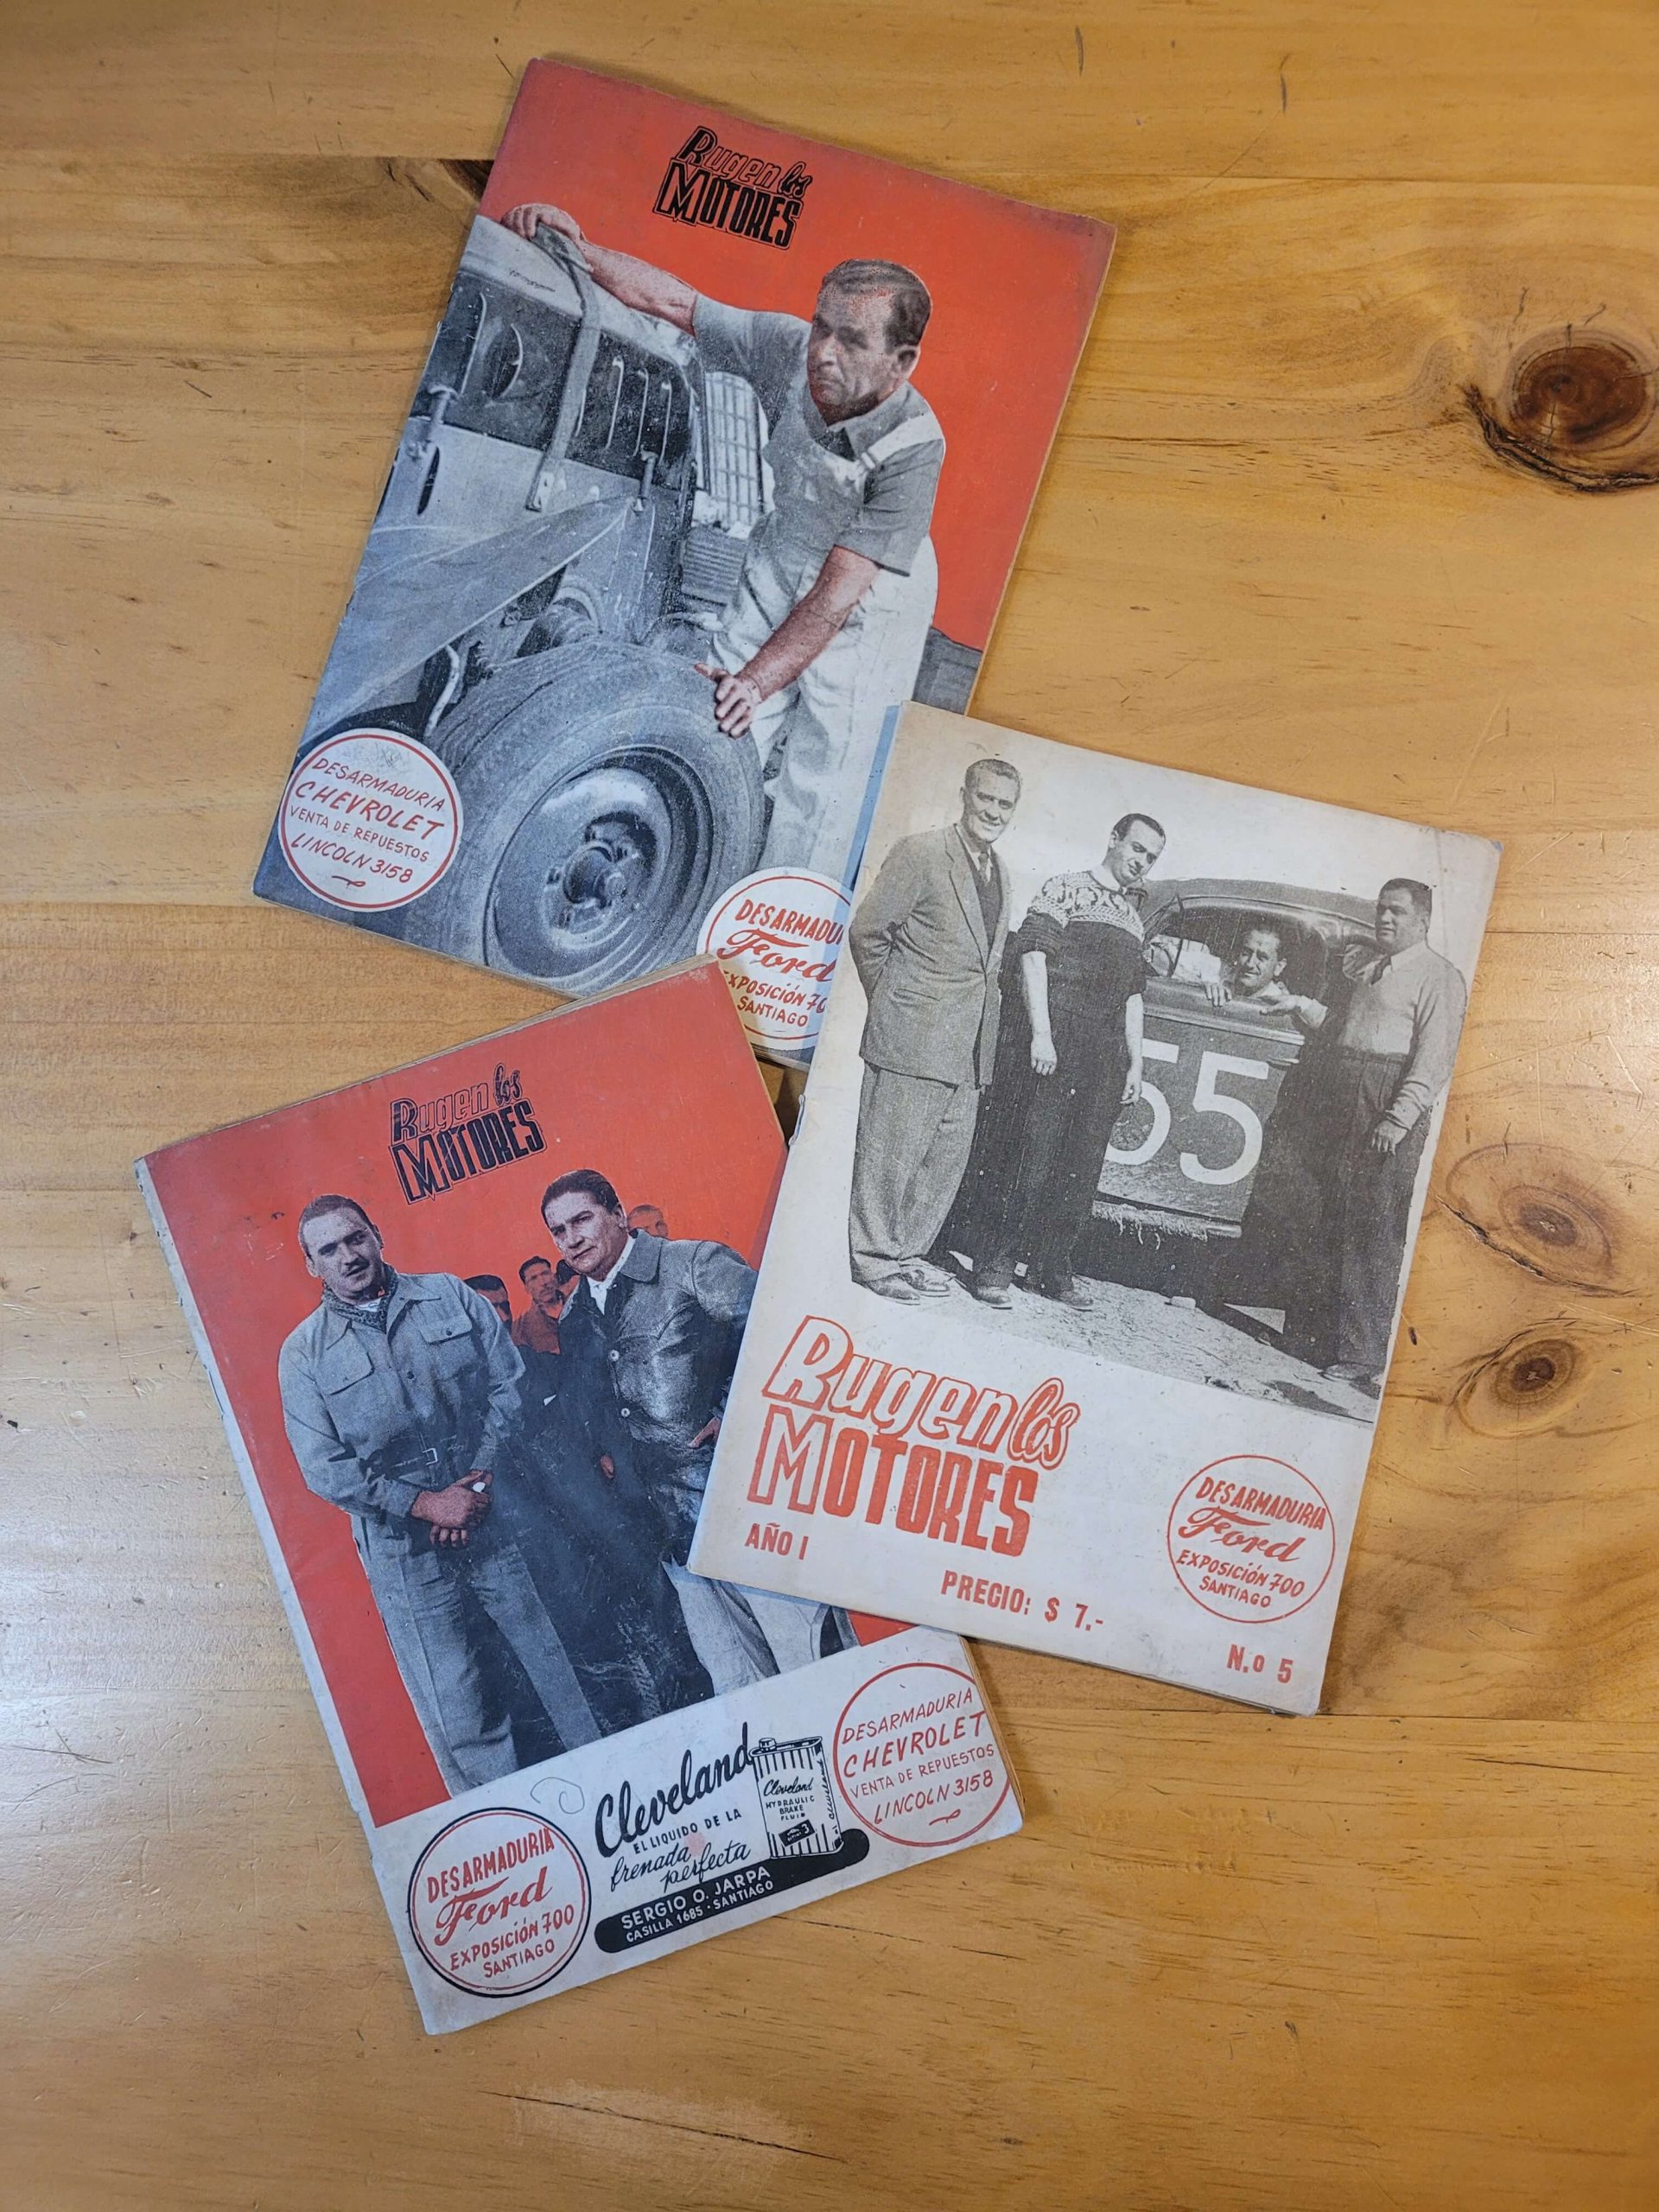 Rugen los
MOTORES
DESARMADURIA
CHEVROLET
VENTA DE REPUESTOS
LINCOLN 3158
DESARMADU
Ford
EXPOSICIÓN 70
SANTIAGO
55
Rugen los
MOTORES
AÑO I
PRECIO: $ 7.-
N.o 5
DESARMADURIA
Ford
EXPOSICIÓN 700
SANTIAGO
Rugen los
MOTORES
DESARMADURIA
Ford
EXPOSICIÓN 700
SANTIAGO
Cleveland
EL LIQUIDO DE LA
frenada
perfecta
SERGIO O. JARPA
CASILLA 1685 - SANTIAGO
Cleveland
HYDRAULIC
BRAKE
FLUID
DESARMADURIA
CHEVROLET
VENTA DE REPUESTOS
LINCOLN 3158